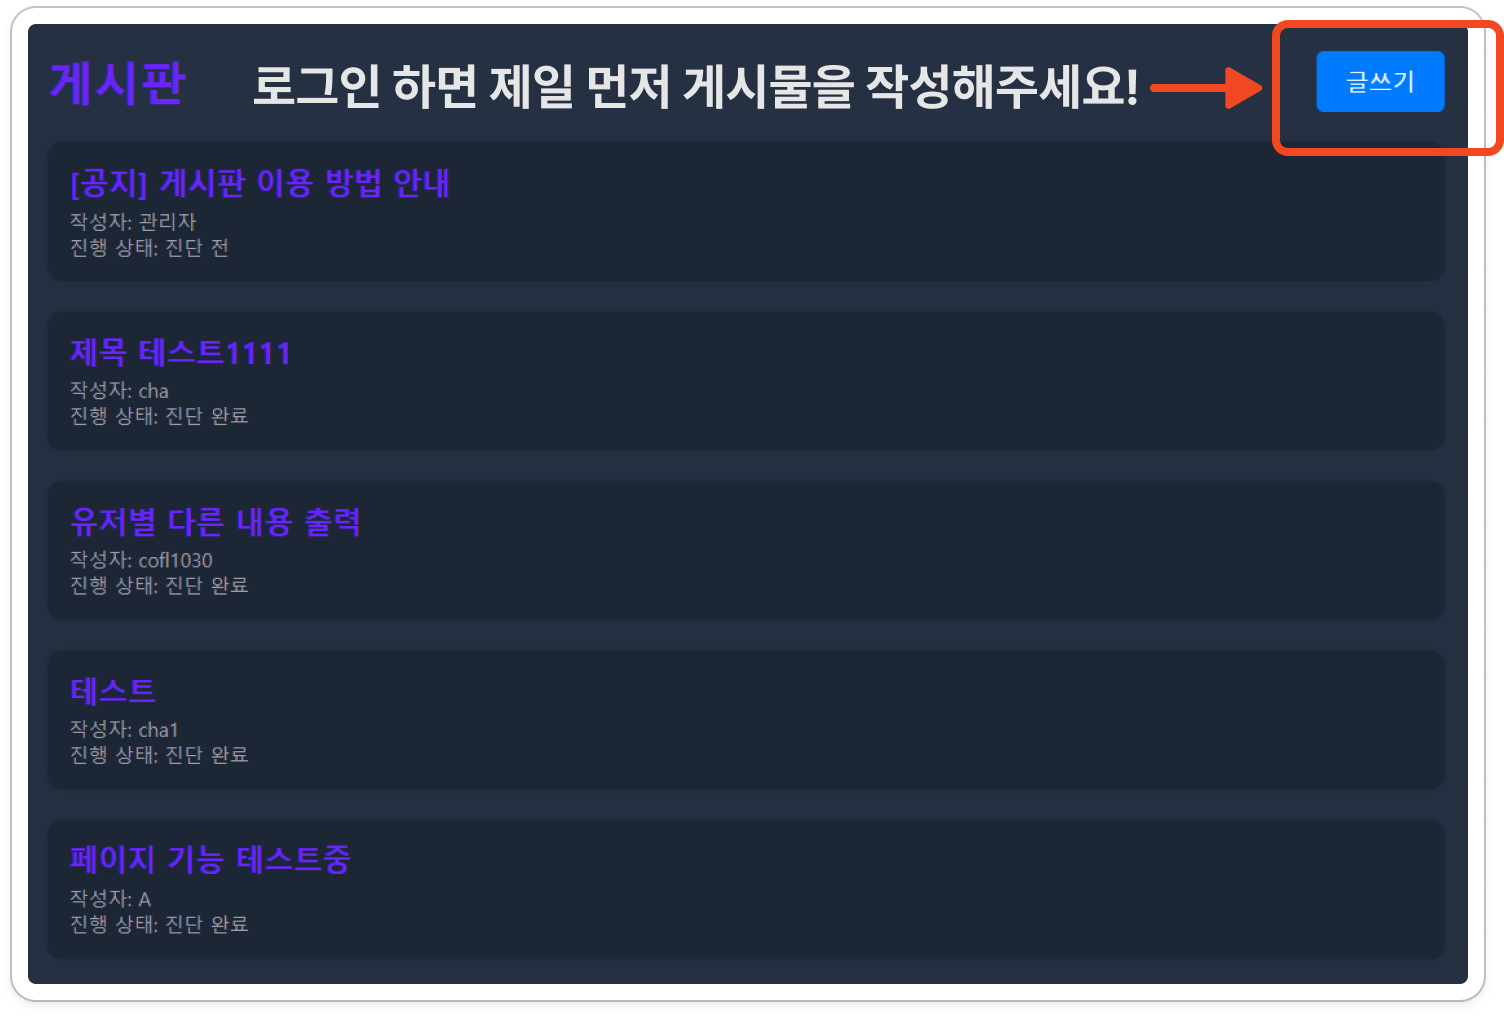 게시판
로그인 하면 제일 먼저 게시물을 작성해주세요!
글쓰기
[공지] 게시판 이용 방법 안내
작성자: 관리자
진행 상태: 진단 전
제목 테스트1111
작성자: cha
진행 상태: 진단 완료
유저별 다른 내용 출력
작성자: cofl1030
진행 상태: 진단 완료
테스트
작성자: cha1
진행 상태: 진단 완료
페이지 기능 테스트중
작성자: A
진행 상태: 진단 완료